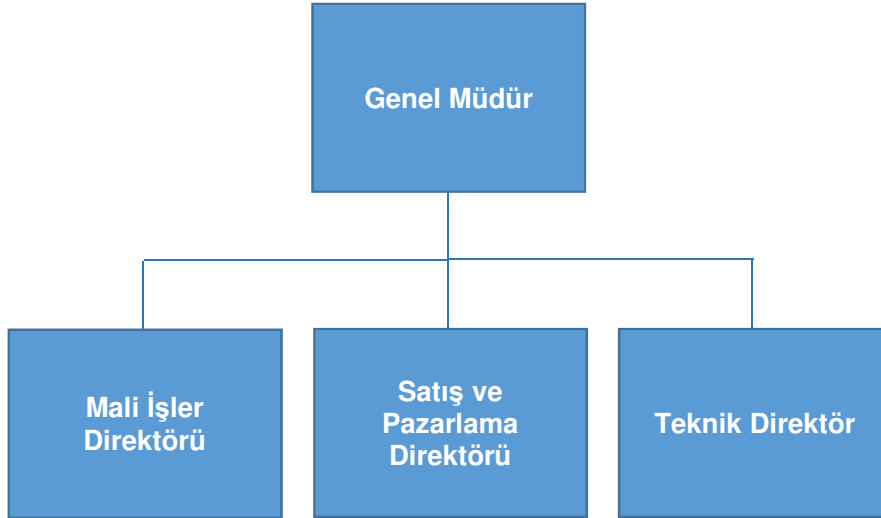 Genel Müdür
Mali İşler
Direktörü
Satış ve
Pazarlama
Direktörü
Teknik Direktör